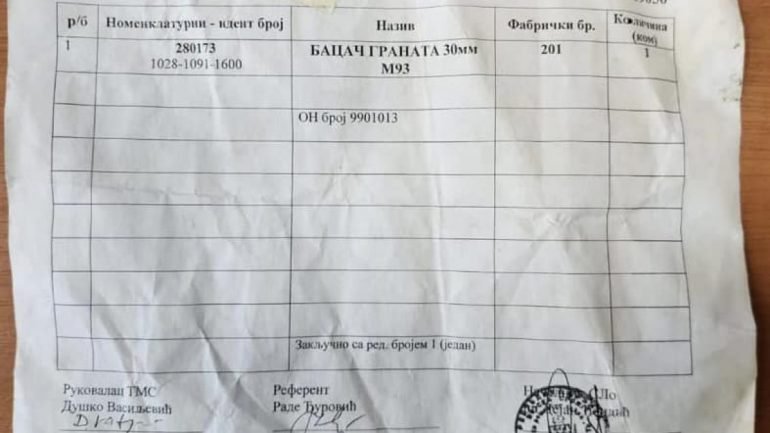 р/б Номенклатурни - идент број Назив Фабрички бр. Количина (ком)
1 280173 БАЦАЧ ГРАНАТА 30мм 201 1
1028-1091-1600 М93
ОН број 9901013
Закључно са ред. бројем 1 (један)
Руковалац ТМС Референт СЛо
Душко Васиљевић Раде Ђуровић